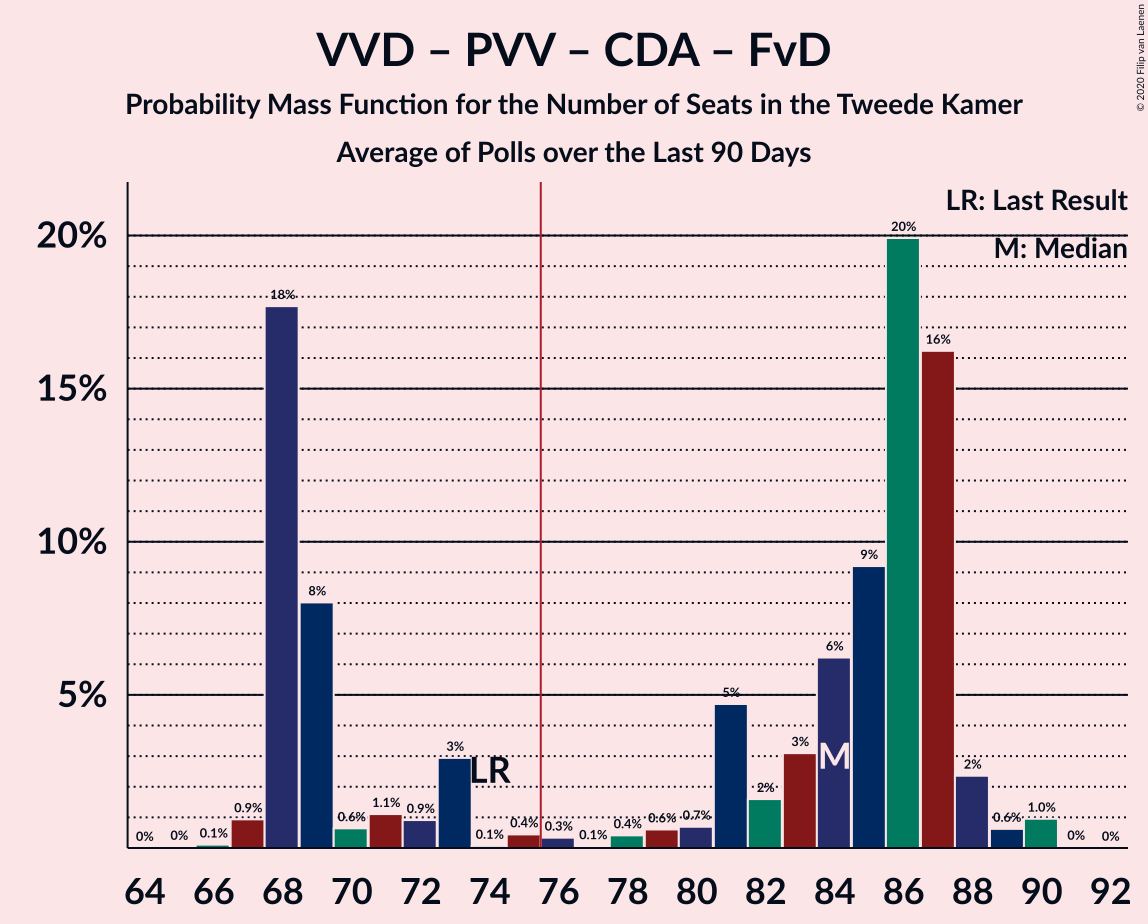 VVD – PVV – CDA – FvD
Probability Mass Function for the Number of Seats in the Tweede Kamer
Average of Polls over the Last 90 Days
© 2020 Filip van Laenen
LR: Last Result
M: Median
20%
15%
10%
5%
0% 0% 0.1% 0.9% 18% 8% 0.6% 1.1% 0.9% 3% 0.1% 0.4% 0.3% 0.1% 0.4% 0.6% 0.7% 5% 2% 3% 6% 9% 20% 16% 2% 0.6% 1.0% 0% 0%
LR
M
64 66 68 70 72 74 76 78 80 82 84 86 88 90 92